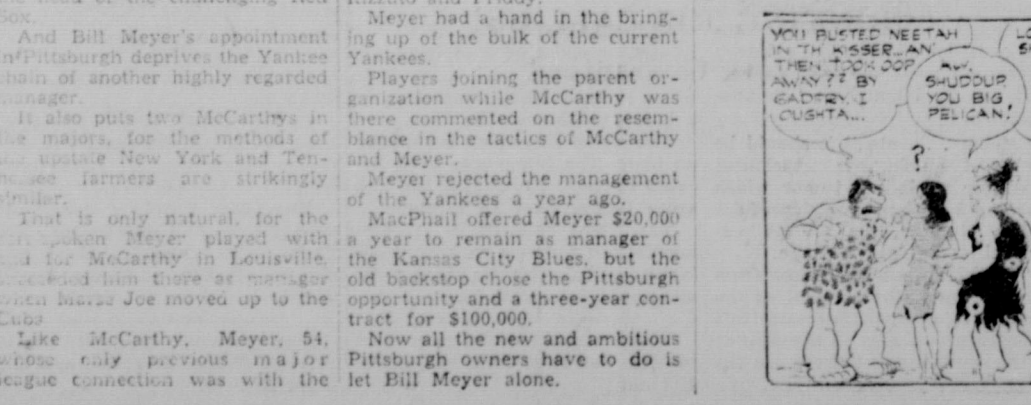 Sox.
And Bill Meyer's appointment
in Pittsburgh deprives the Yankee
chain of another highly regarded
manager.
It also puts two McCarthys in
the majors, for the methods of
the upstate New York and Ten-
farmers are strikingly
similar.
That is only natural, for the
spoken Meyer played with
for McCarthy in Louisville,
succeeded him there as manager
when Marse Joe moved up to the
Cubs
Like McCarthy, Meyer, 54,
whose only previous major
league connection was with the
Rizzuto and Friday.
Meyer had a hand in the bring-
ing up of the bulk of the current
Yankees.
Players joining the parent or-
ganization while McCarthy was
there commented on the resem-
blance in the tactics of McCarthy
and Meyer.
Meyer rejected the management
of the Yankees a year ago.
MacPhail offered Meyer $20,000
a year to remain as manager of
the Kansas City Blues, but the
old backstop chose the Pittsburgh
opportunity and a three-year con-
tract for $100,000.
Now all the new and ambitious
Pittsburgh owners have to do is
let Bill Meyer alone.
YOU BUSTED NEETAH
IN TH' KISSER...AN'
THEN TOOK OOP
AWAY?? BY
GADFRY, I
OUGHTA...
AW,
SHUDDUP,
YOU BIG
PELICAN!
LO
S
?